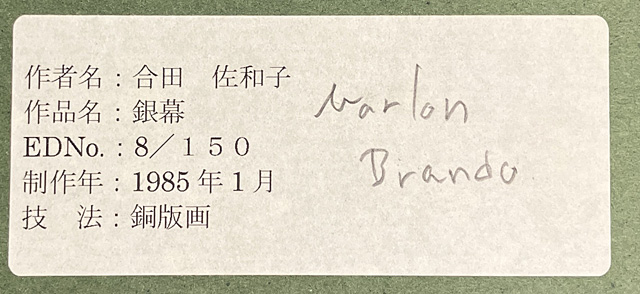 作者名：合田　佐和子
作品名：銀幕
EDNo.：8／１５０
制作年：1985年1月
技　法：銅版画
Marlon
Brando